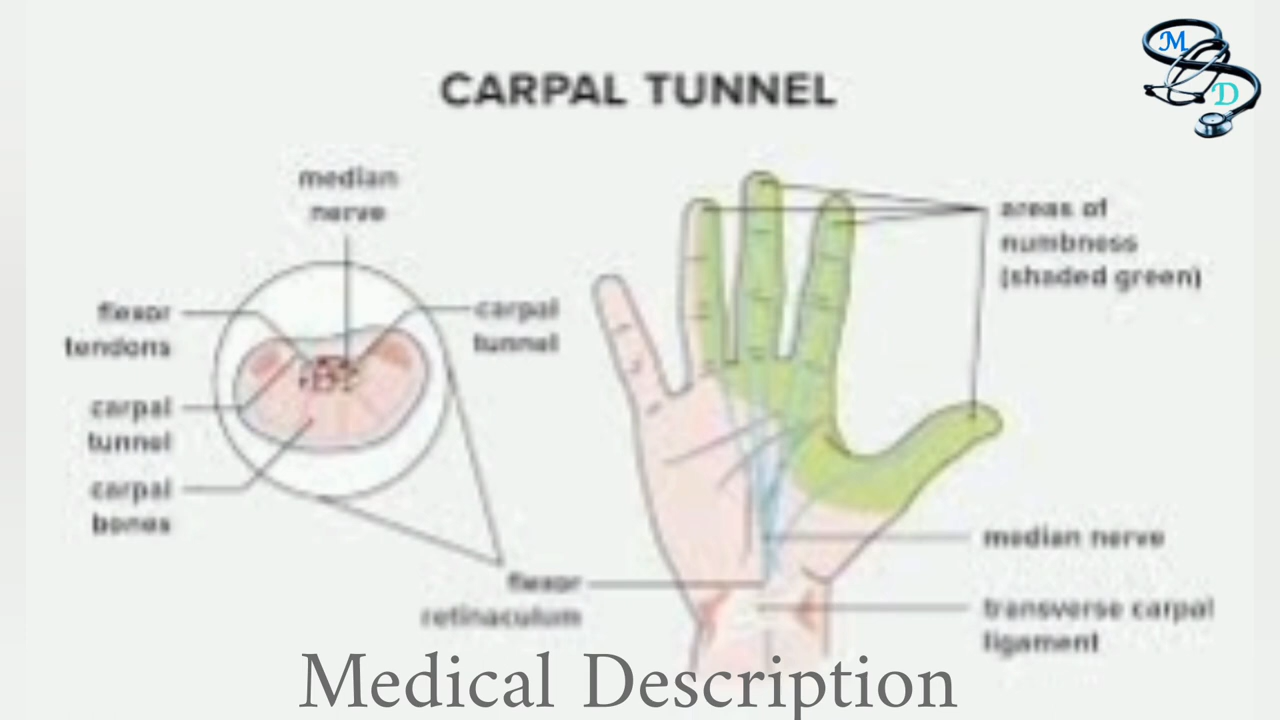 M
D
CARPAL TUNNEL
median
nerve
flexor
tendons
carpal
tunnel
carpal
tunnel
carpal
bones
areas of
numbness
(shaded green)
median nerve
flexor
retinaculum
transverse carpal
ligament
Medical Description